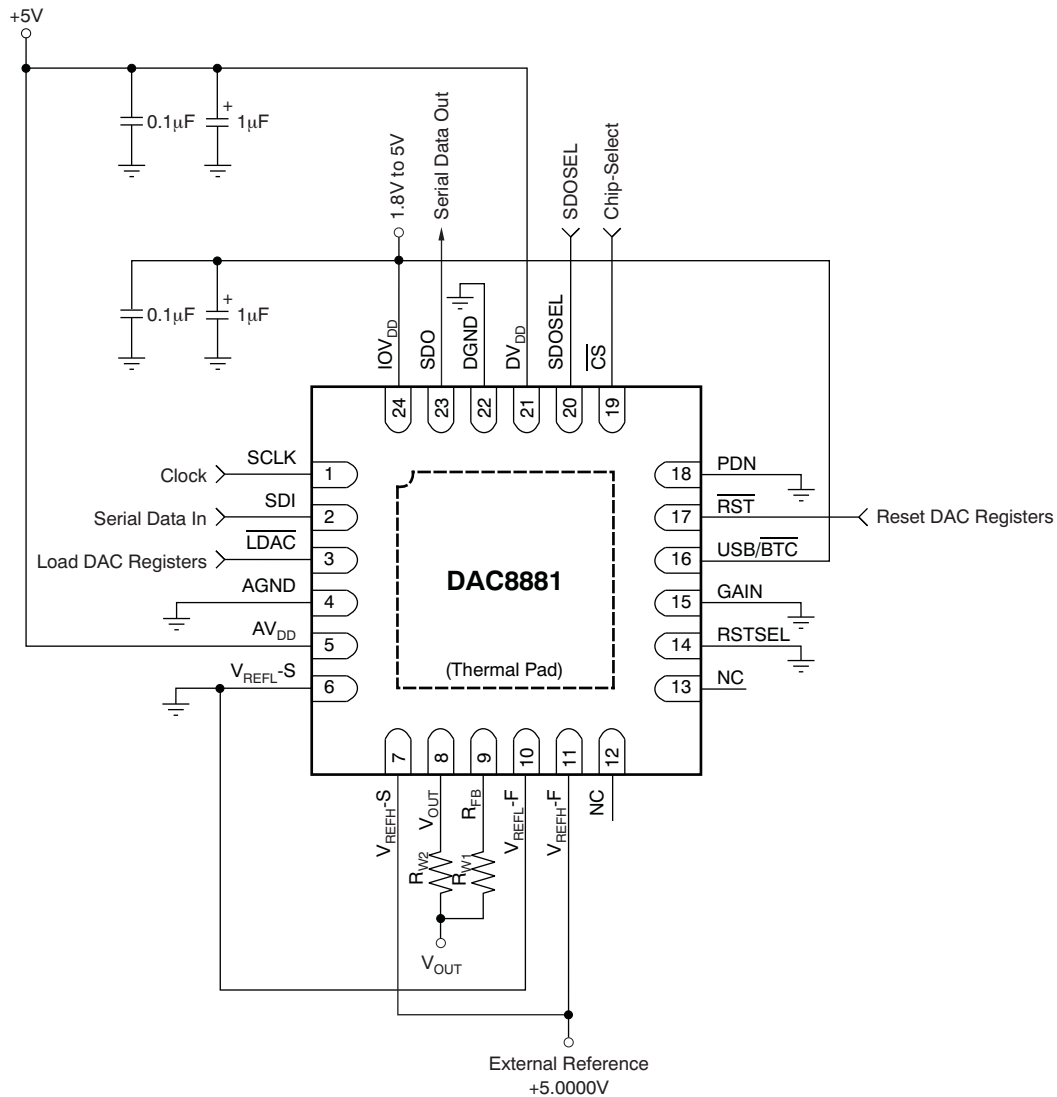 +5V
0.1μF
+
1μF
1.8V to 5V
Serial Data Out
SDOSEL
Chip-Select
0.1μF
+
1μF
IOV_DD
SDO
DGND
DV_DD
SDOSEL
C̅S̅
24
23
22
21
20
19
Clock
SCLK
1
Serial Data In
SDI
2
Load DAC Registers
L̅D̅A̅C̅
3
AGND
4
AV_DD
5
V_REFL-S
6
DAC8881
(Thermal Pad)
18
PDN
17
R̅S̅T̅
Reset DAC Registers
16
USB/B̅T̅C̅
15
GAIN
14
RSTSEL
13
NC
7
8
9
10
11
12
V_REFH-S
V_OUT
R_FB
V_REFL-F
V_REFH-F
NC
R_W2
R_W1
V_OUT
External Reference
+5.0000V